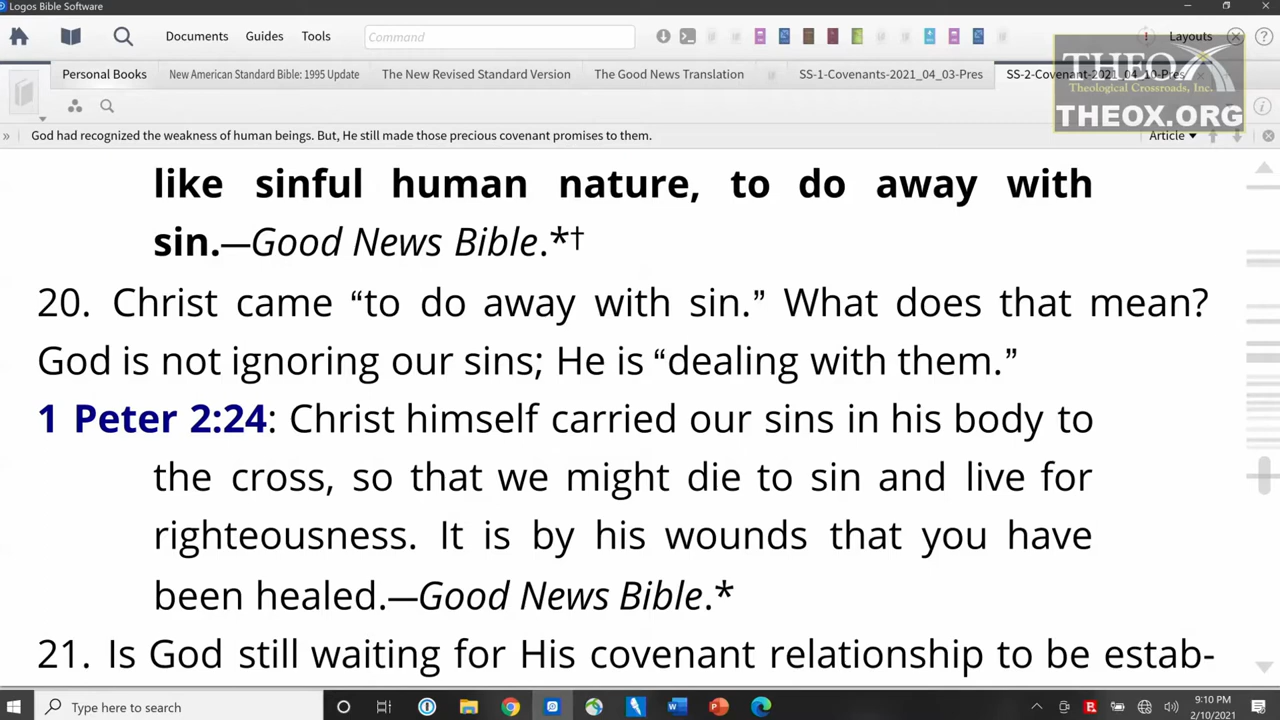 Logos Bible Software
Documents Guides Tools Command Layouts
THEOX
Theological Crossroads, Inc.
THEOX.ORG
Personal Books New American Standard Bible: 1995 Update The New Revised Standard Version The Good News Translation SS-1-Covenants-2021_04_03-Pres SS-2-Covenant-2021_04_10-Pres
God had recognized the weakness of human beings. But, He still made those precious covenant promises to them. Article
like sinful human nature, to do away with
sin.—Good News Bible.*†
20. Christ came “to do away with sin.” What does that mean?
God is not ignoring our sins; He is “dealing with them.”
1 Peter 2:24: Christ himself carried our sins in his body to
the cross, so that we might die to sin and live for
righteousness. It is by his wounds that you have
been healed.—Good News Bible.*
21. Is God still waiting for His covenant relationship to be estab-
Type here to search
9:10 PM
2/10/2021